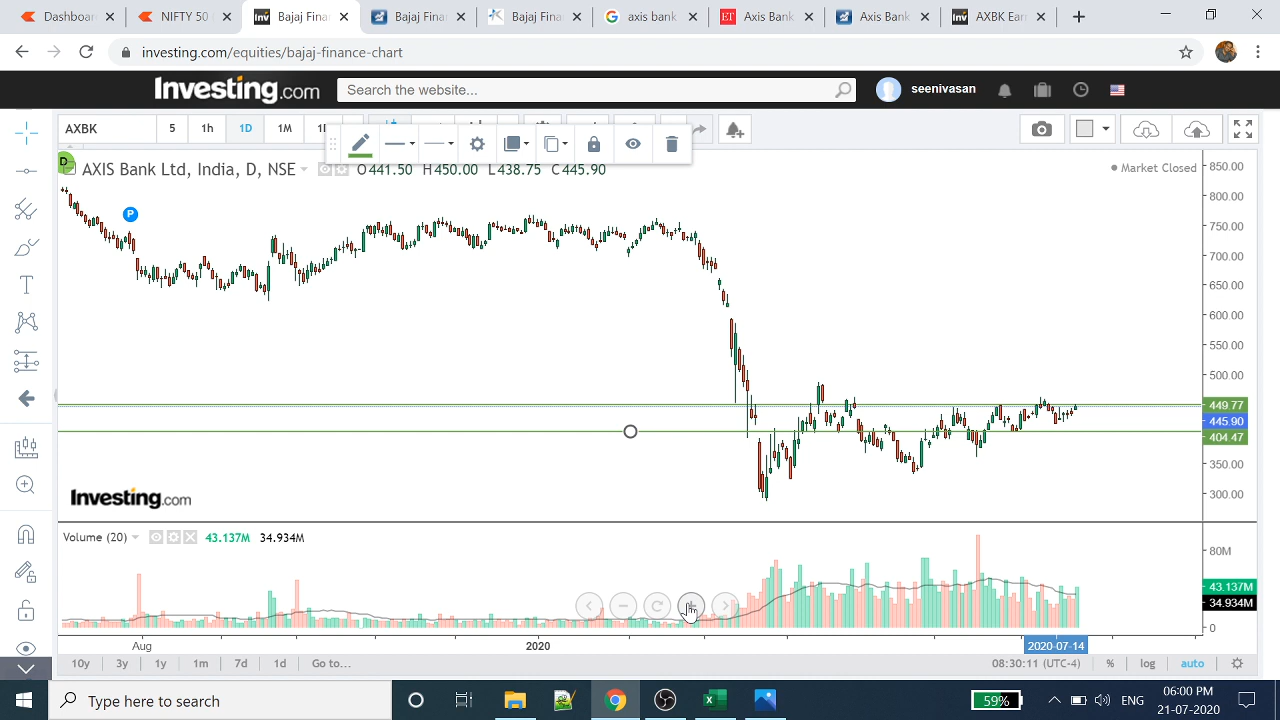 Dashboar
NIFTY 50
Bajaj Finan
Bajaj Finan
Bajaj Finan
axis bank
Axis Bank
Axis Bank
AXBK Earn
investing.com/equities/bajaj-finance-chart
Investing.com
Search the website...
seenivasan
AXBK
5
1h
1D
1M
AXIS Bank Ltd, India, D, NSE
O441.50 H450.00 L438.75 C445.90
Market Closed
850.00
800.00
750.00
700.00
650.00
600.00
550.00
500.00
449.77
445.90
404.47
350.00
300.00
D
P
Investing.com
Volume (20)
43.137M
34.934M
80M
43.137M
34.934M
0
Aug
2020
2020-07-14
10y
3y
1y
1m
7d
1d
Go to...
08:30:11 (UTC-4)
%
log
auto
Type here to search
59%
ENG
06:00 PM
21-07-2020